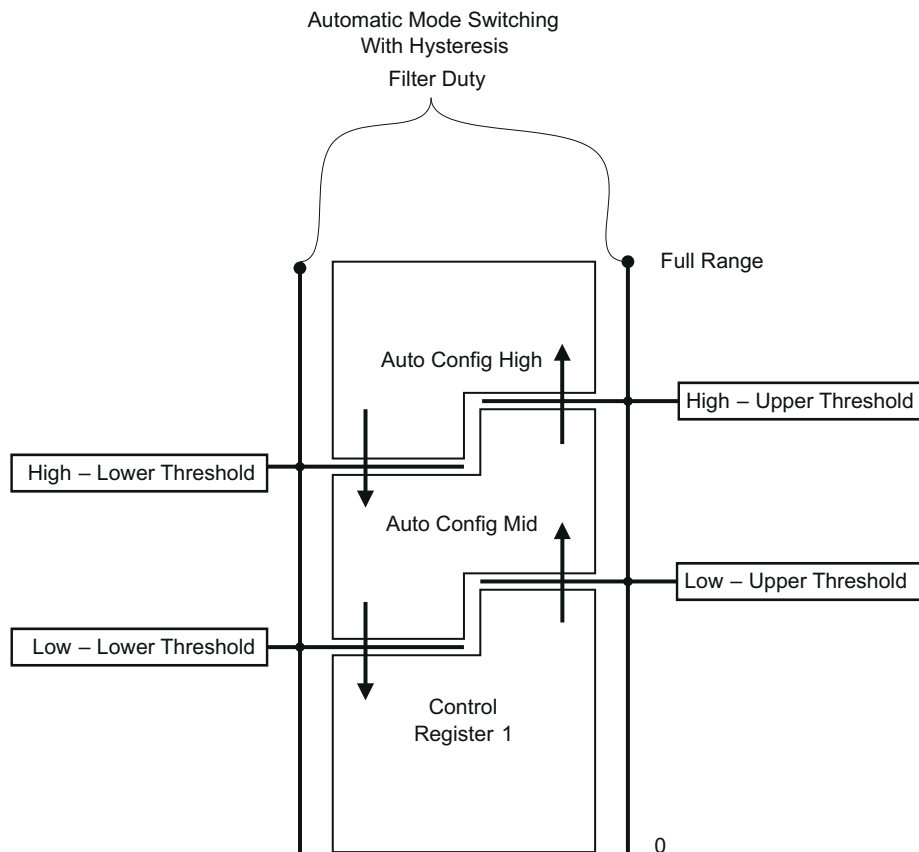 Automatic Mode Switching
With Hysteresis
Filter Duty
Full Range
Auto Config High
High – Upper Threshold
High – Lower Threshold
Auto Config Mid
Low – Upper Threshold
Low – Lower Threshold
Control
Register 1
0